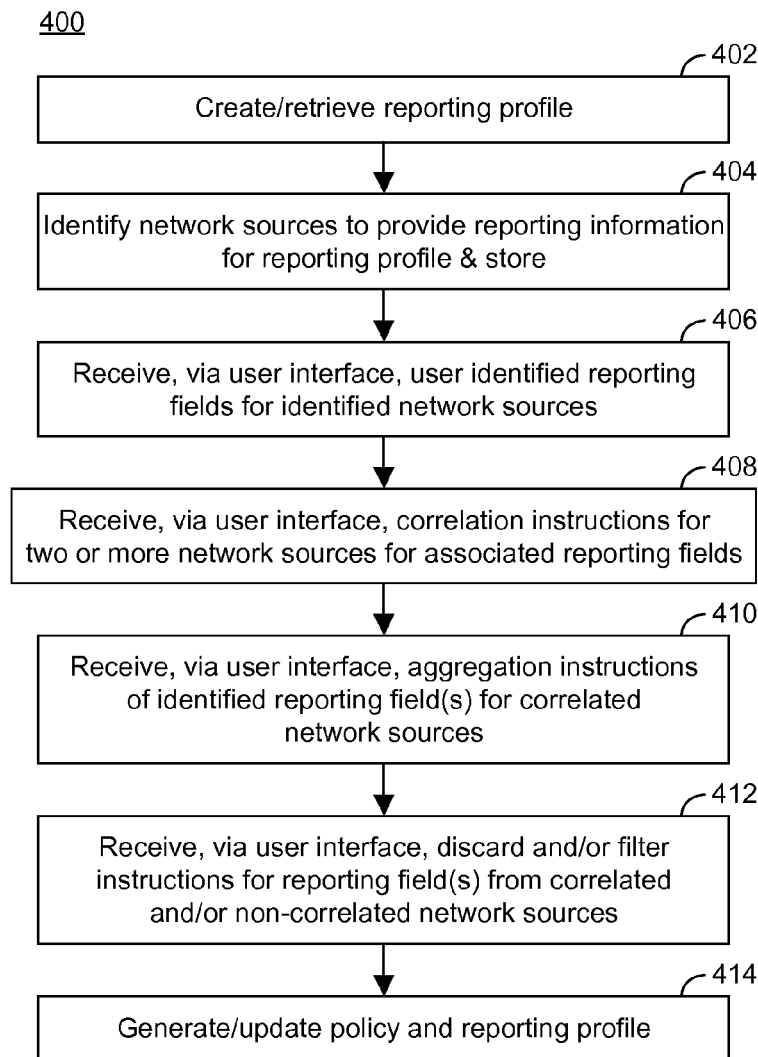 400
402
Create/retrieve reporting profile
404
Identify network sources to provide reporting information
for reporting profile & store
406
Receive, via user interface, user identified reporting
fields for identified network sources
408
Receive, via user interface, correlation instructions for
two or more network sources for associated reporting fields
410
Receive, via user interface, aggregation instructions
of identified reporting field(s) for correlated
network sources
412
Receive, via user interface, discard and/or filter
instructions for reporting field(s) from correlated
and/or non-correlated network sources
414
Generate/update policy and reporting profile